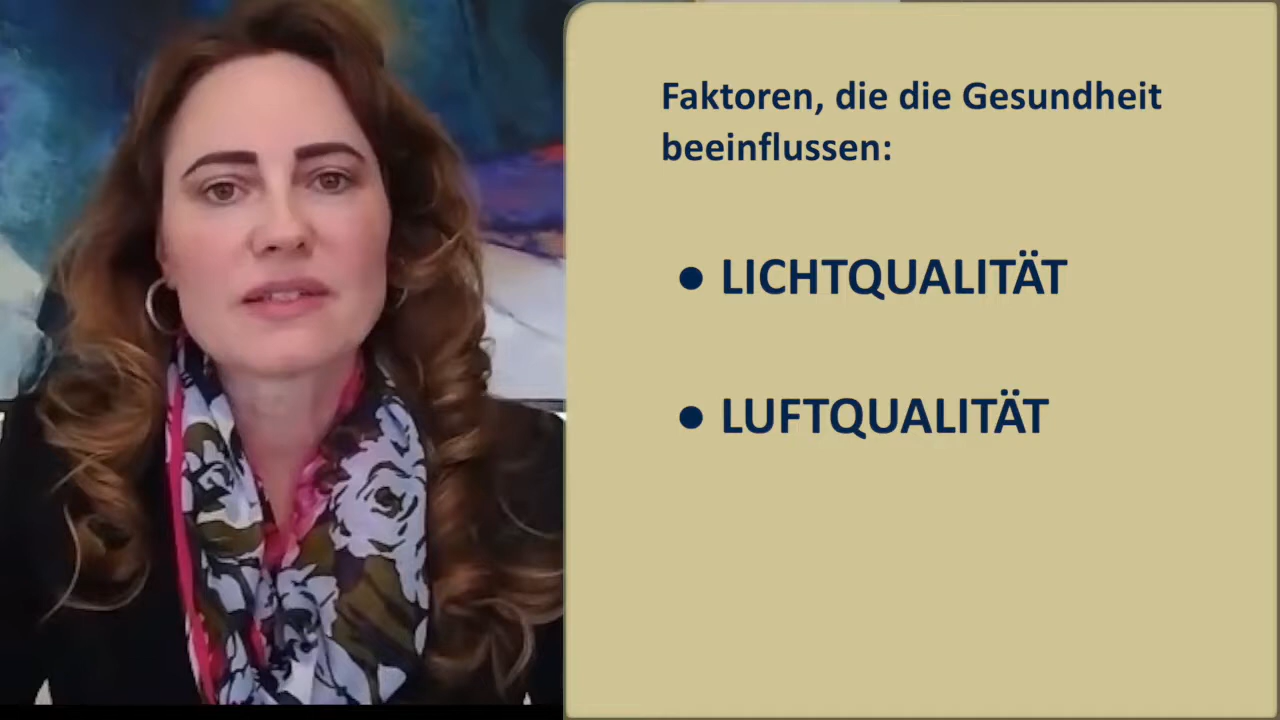 Faktoren, die die Gesundheit
beeinflussen:
● LICHTQUALITÄT
● LUFTQUALITÄT